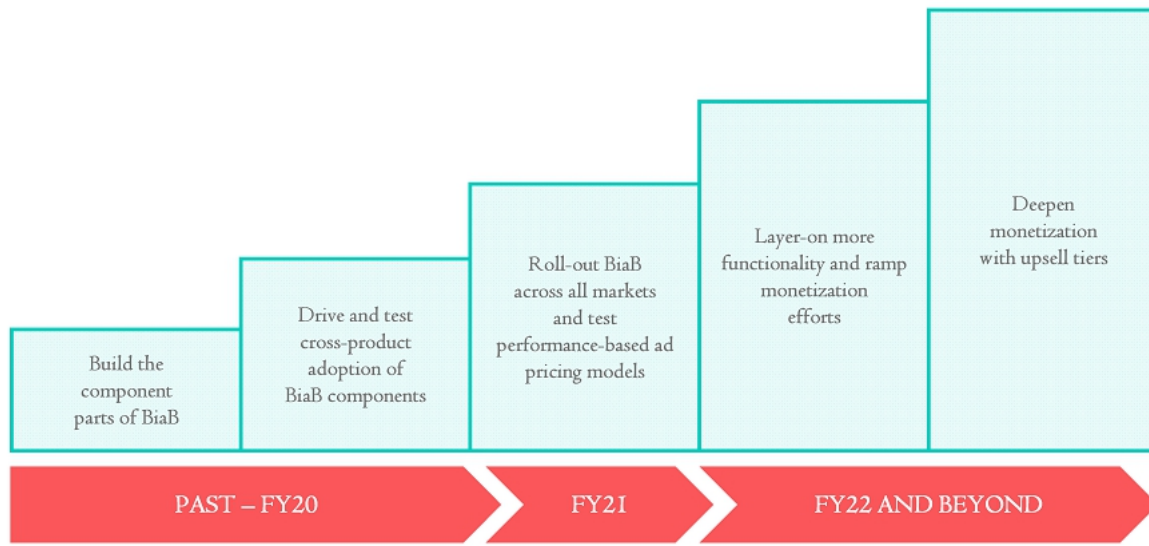 Build the
component
parts of BiaB
Drive and test
cross-product
adoption of
BiaB components
Roll-out BiaB
across all markets
and test
performance-based ad
pricing models
Layer-on more
functionality and ramp
monetization
efforts
Deepen
monetization
with upsell tiers
PAST – FY20
FY21
FY22 AND BEYOND